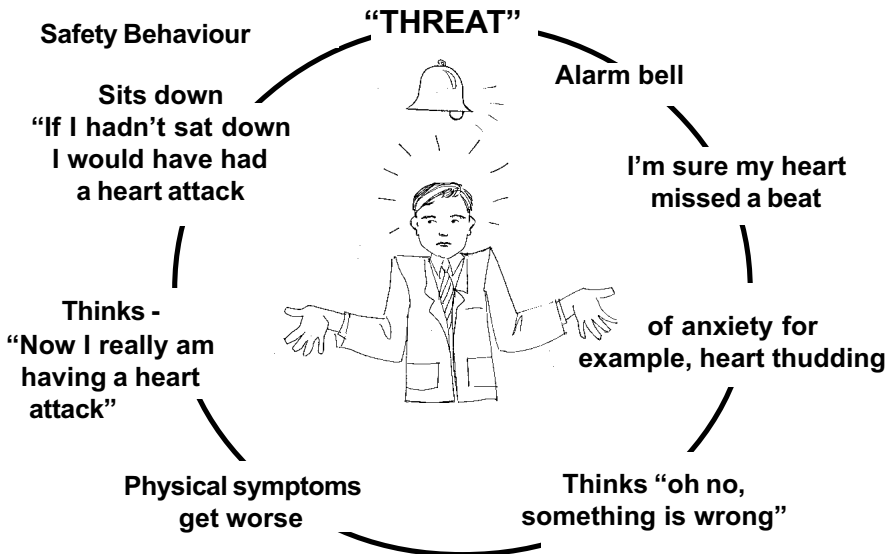 “THREAT”
Alarm bell
I’m sure my heart
missed a beat
of anxiety for
example, heart thudding
Thinks “oh no,
something is wrong”
Physical symptoms
get worse
Thinks -
“Now I really am
having a heart
attack”
Safety Behaviour
Sits down
“If I hadn’t sat down
I would have had
a heart attack